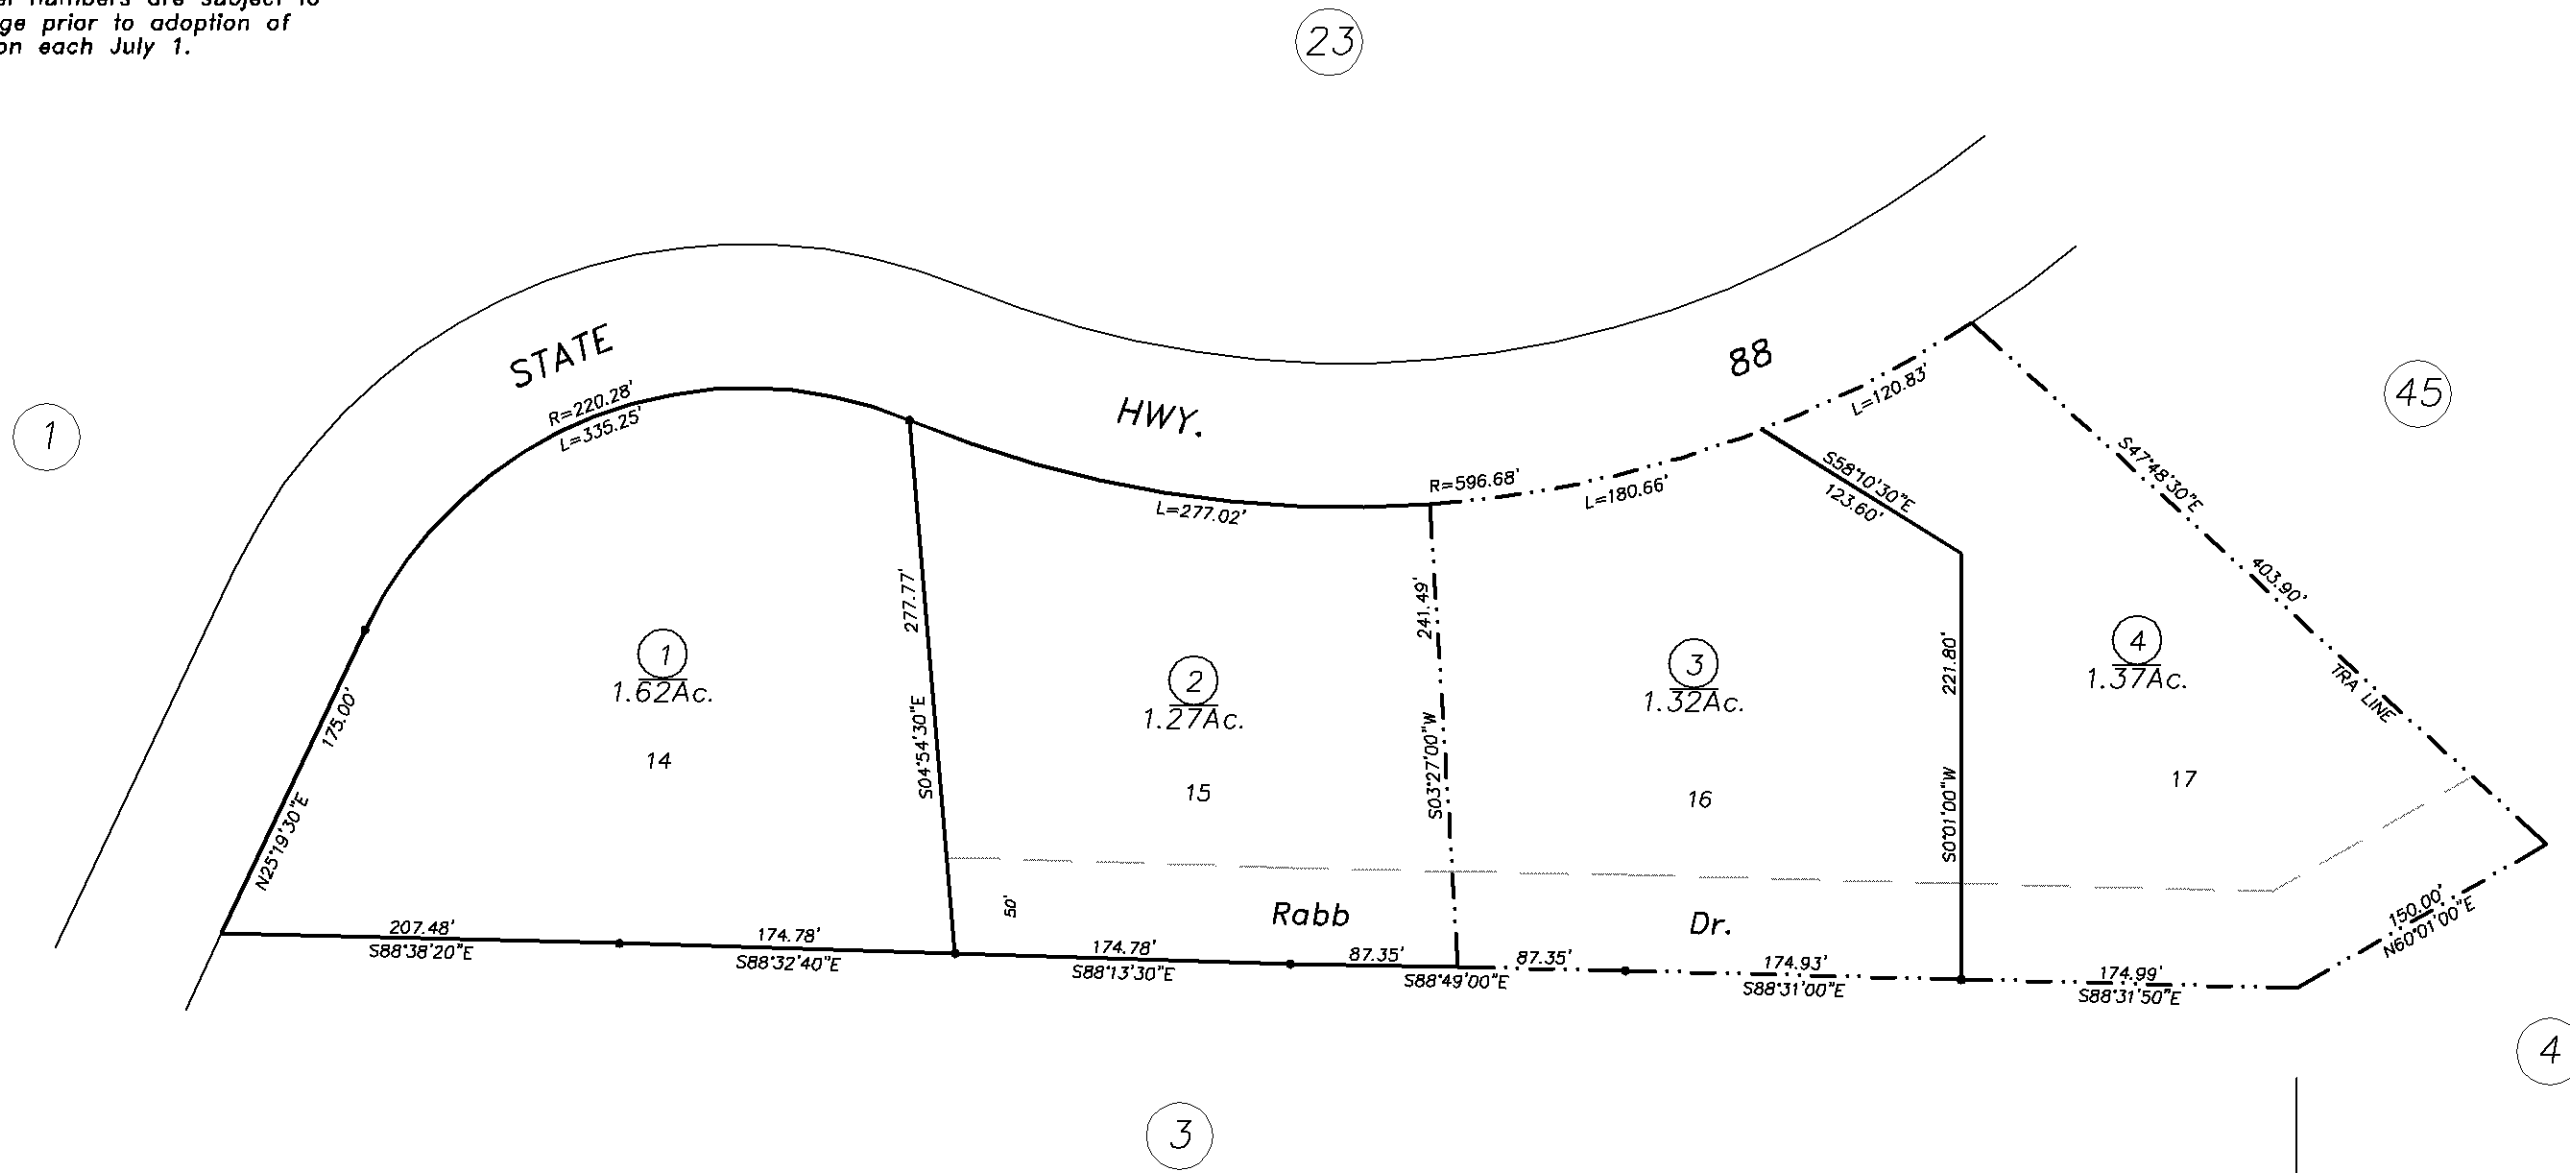 numbers are subject to
prior to adoption of
on each July 1.
23
1
45
STATE
HWY.
88
R=220.28'
L=335.25'
L=277.02'
R=596.68'
L=180.66'
L=120.83'
S58°10'30"E
123.60'
S47°48'30"E
403.90'
TRA LINE
175.00'
N25°19'30"E
277.77'
S04°54'30"E
241.49'
S03°27'00"W
221.80'
S0°01'00"W
1
1.62Ac.
14
2
1.27Ac.
15
3
1.32Ac.
16
4
1.37Ac.
17
50'
Rabb
Dr.
207.48'
S88°38'20"E
174.78'
S88°32'40"E
174.78'
S88°13'30"E
87.35'
S88°49'00"E
87.35'
174.93'
S88°31'00"E
174.99'
S88°31'50"E
150.00'
N60°01'00"E
3
4